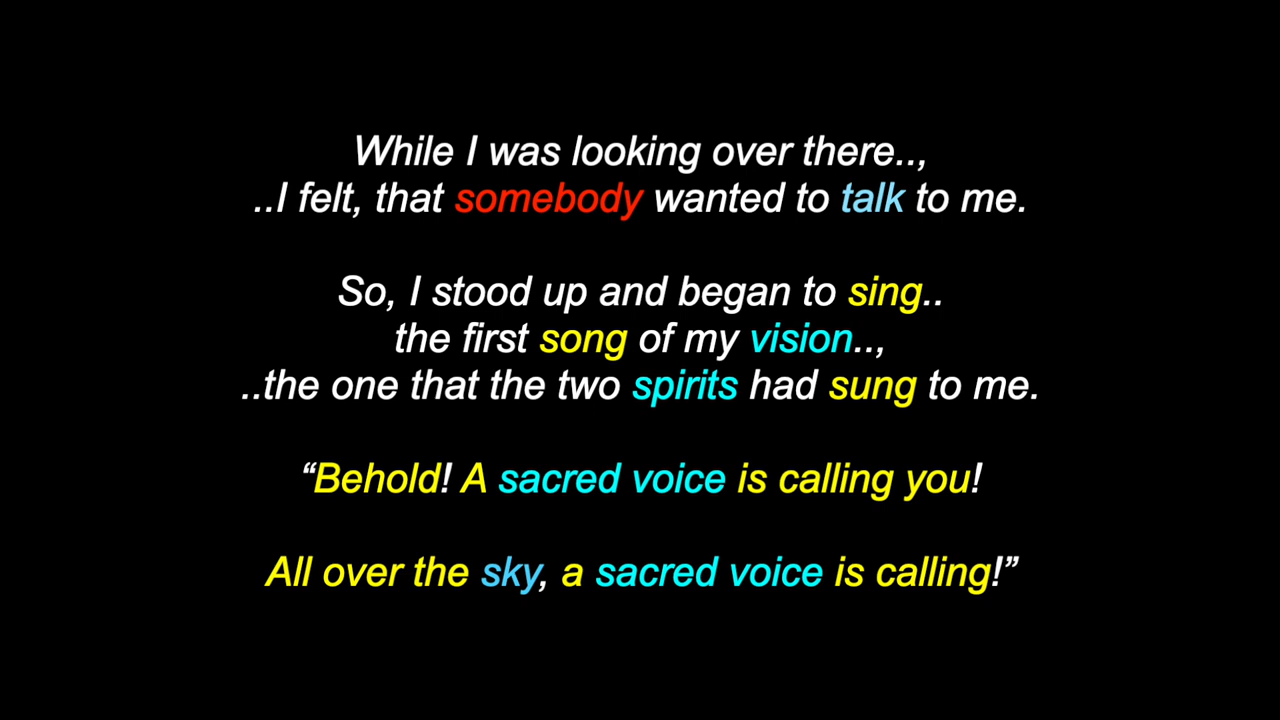 While I was looking over there..,
..I felt, that somebody wanted to talk to me.
So, I stood up and began to sing..
the first song of my vision..,
..the one that the two spirits had sung to me.
“Behold! A sacred voice is calling you!
All over the sky, a sacred voice is calling!”